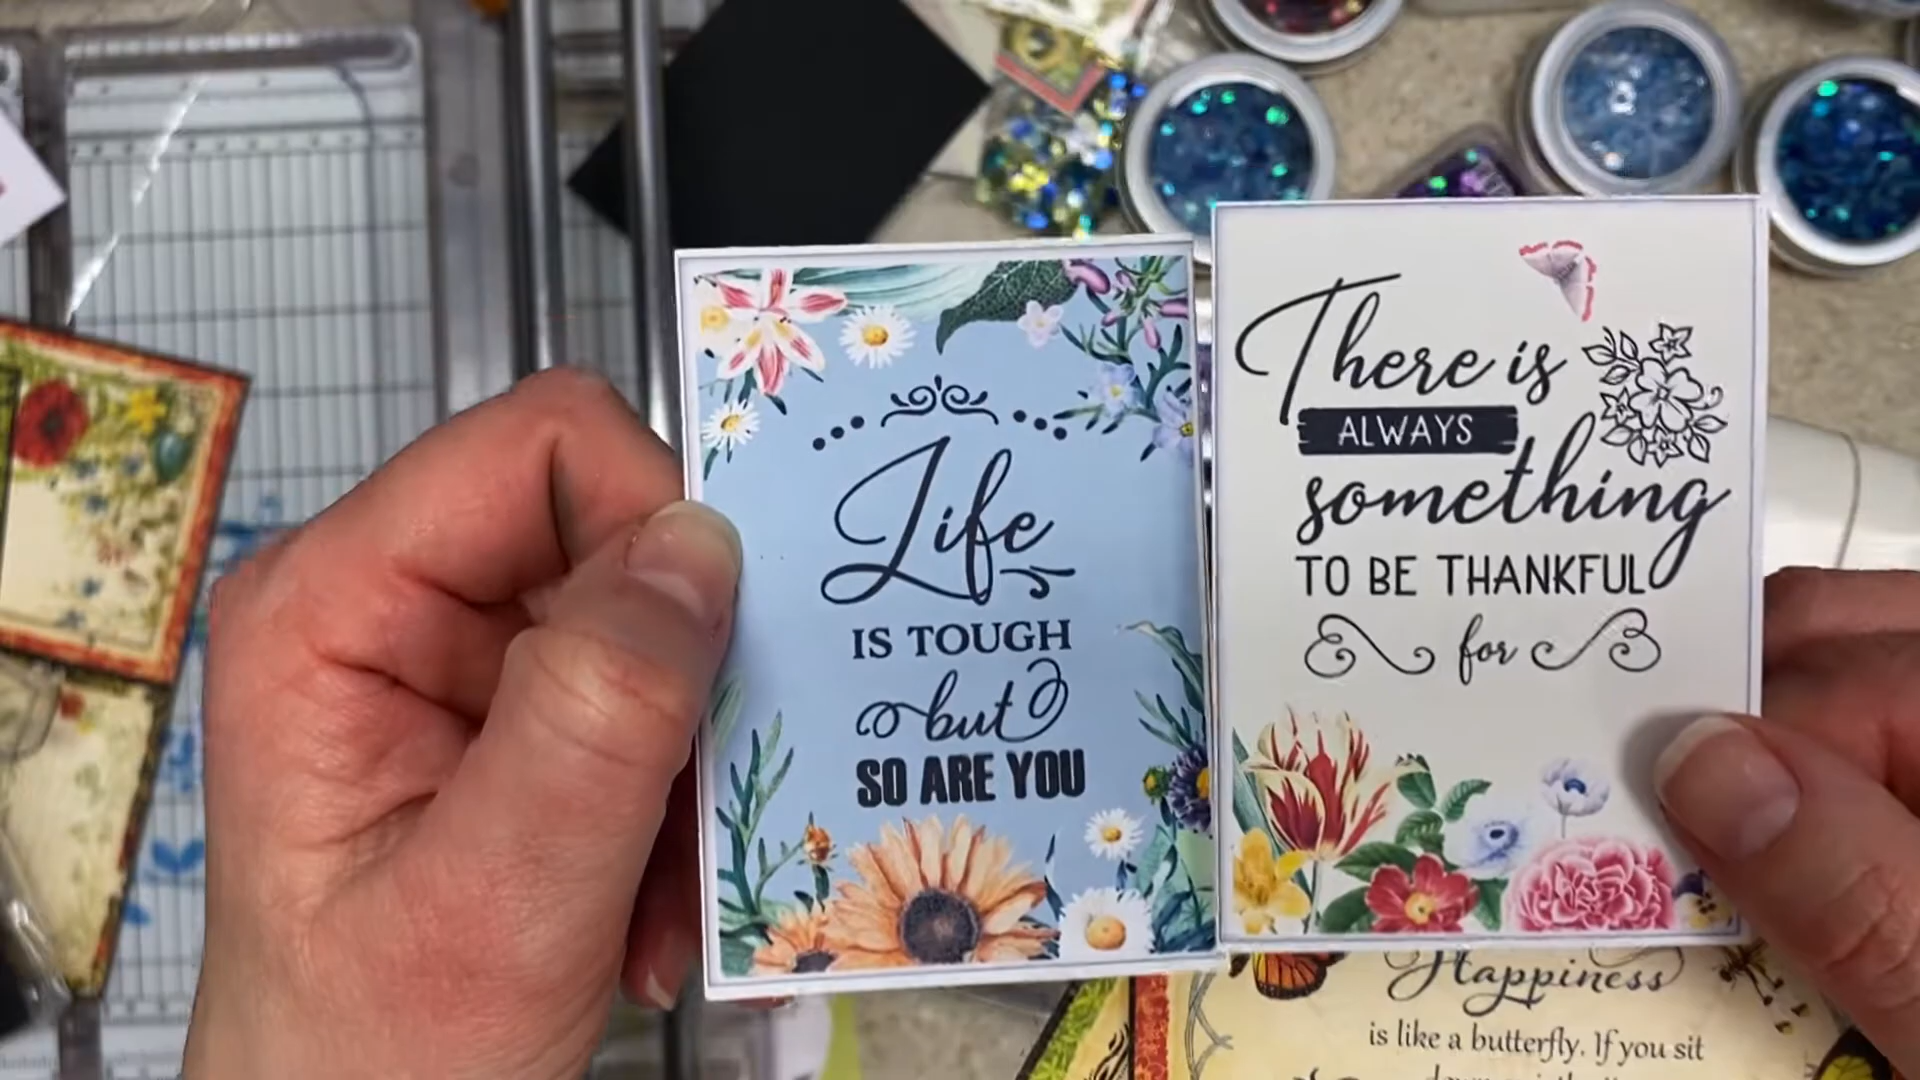 Life
IS TOUGH
but
SO ARE YOU
There is
ALWAYS
something
TO BE THANKFUL
for
Happiness
is like a butterfly. If you sit